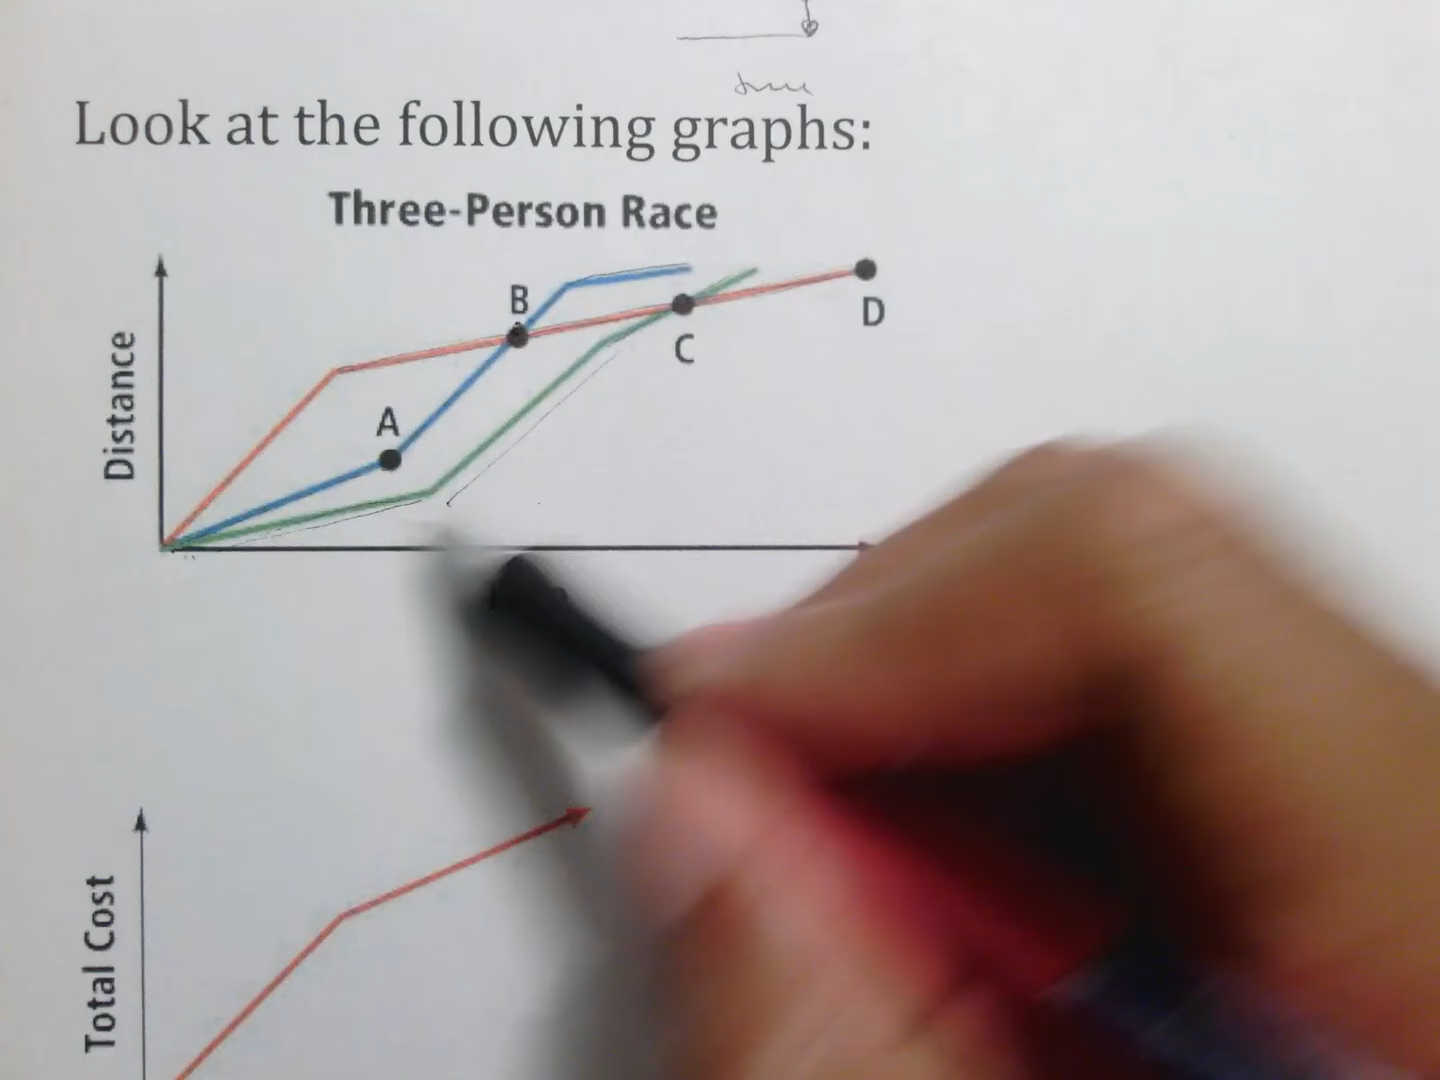 Look at the following graphs:
Three-Person Race
Distance
A
B
C
D
Total Cost